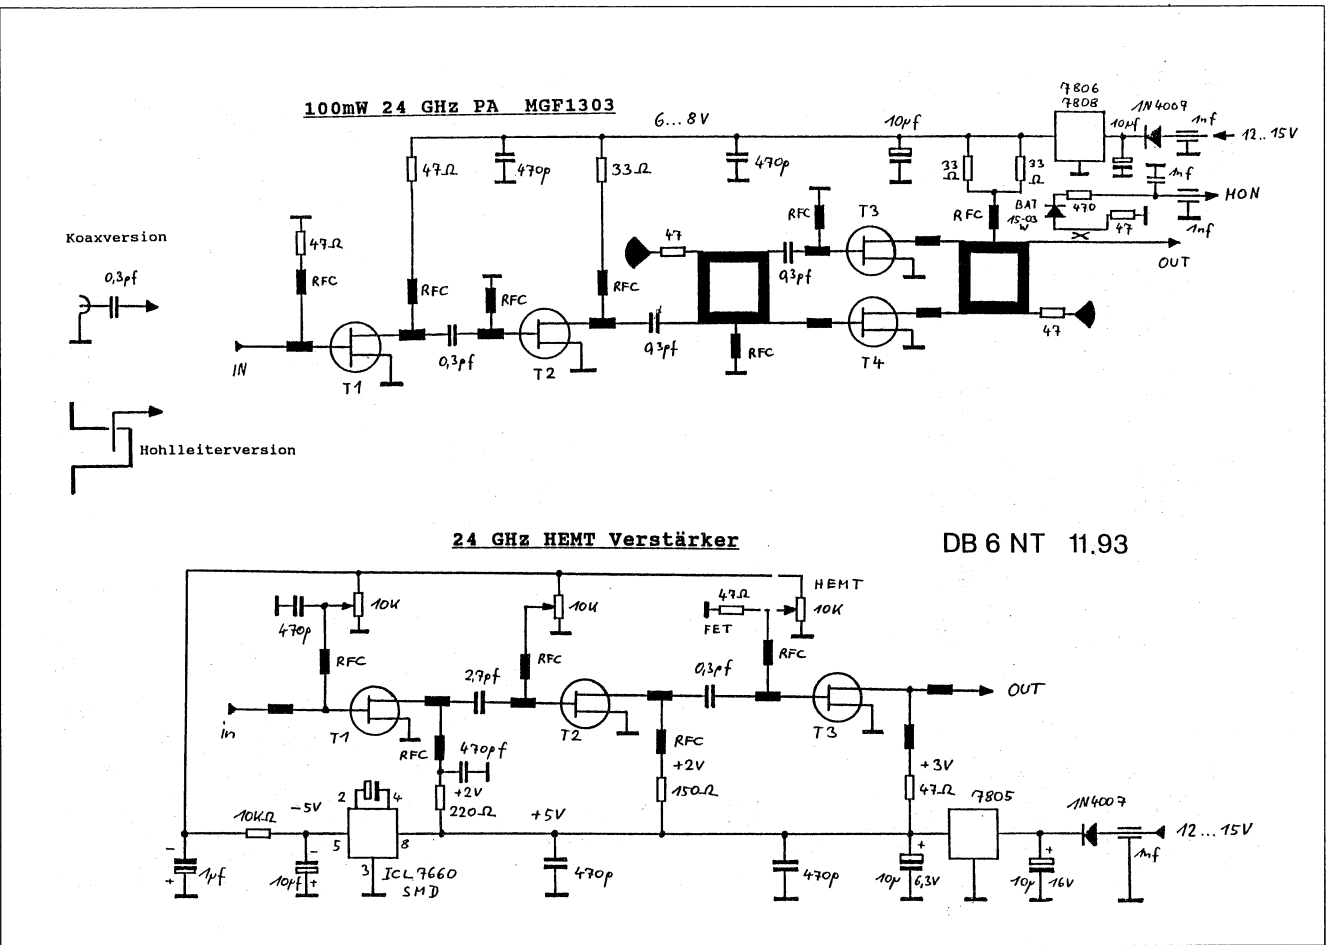 100mW 24 GHz PA MGF1303
6...8V
10µf
7806
7808
1N4007
10µf
1nf
12..15V
47Ω
470p
33Ω
470p
33
Ω
33
Ω
BAT
15-03
W
470
1nf
MON
1nf
47
RFC
T3
RFC
OUT
Koaxversion
0,3pf
47Ω
RFC
RFC
RFC
RFC
47
0,3pf
IN
T1
0,3pf
T2
0,3pf
RFC
T4
47
Hohlleiterversion
24 GHz HEMT Verstärker
DB 6 NT 11.93
470p
10K
10K
47Ω
FET
HEMT
10K
RFC
RFC
RFC
2,7pf
0,3pf
in
T1
T2
T3
OUT
RFC
470pf
+2V
220Ω
RFC
+2V
150Ω
+3V
47Ω
10KΩ
-5V
2
4
5
8
3
ICL7660
SMD
+5V
7805
1N4007
12...15V
1nf
-
+
1µf
-
10µf
+
470p
470p
+
10µ
6,3V
+
10µ
16V